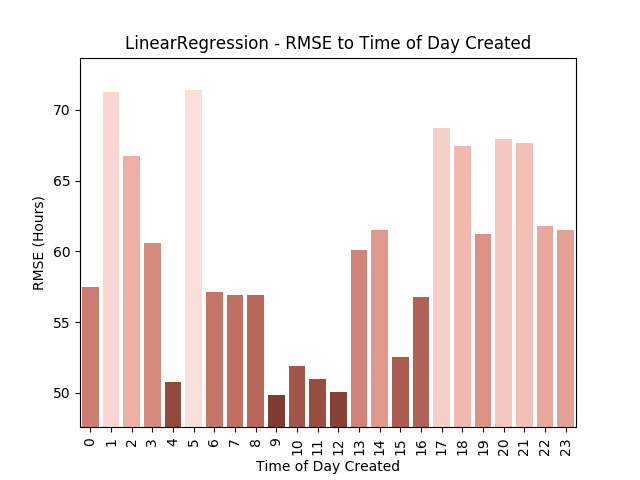 LinearRegression - RMSE to Time of Day Created
RMSE (Hours)
70
65
60
55
50
0 1 2 3 4 5 6 7 8 9 10 11 12 13 14 15 16 17 18 19 20 21 22 23
Time of Day Created